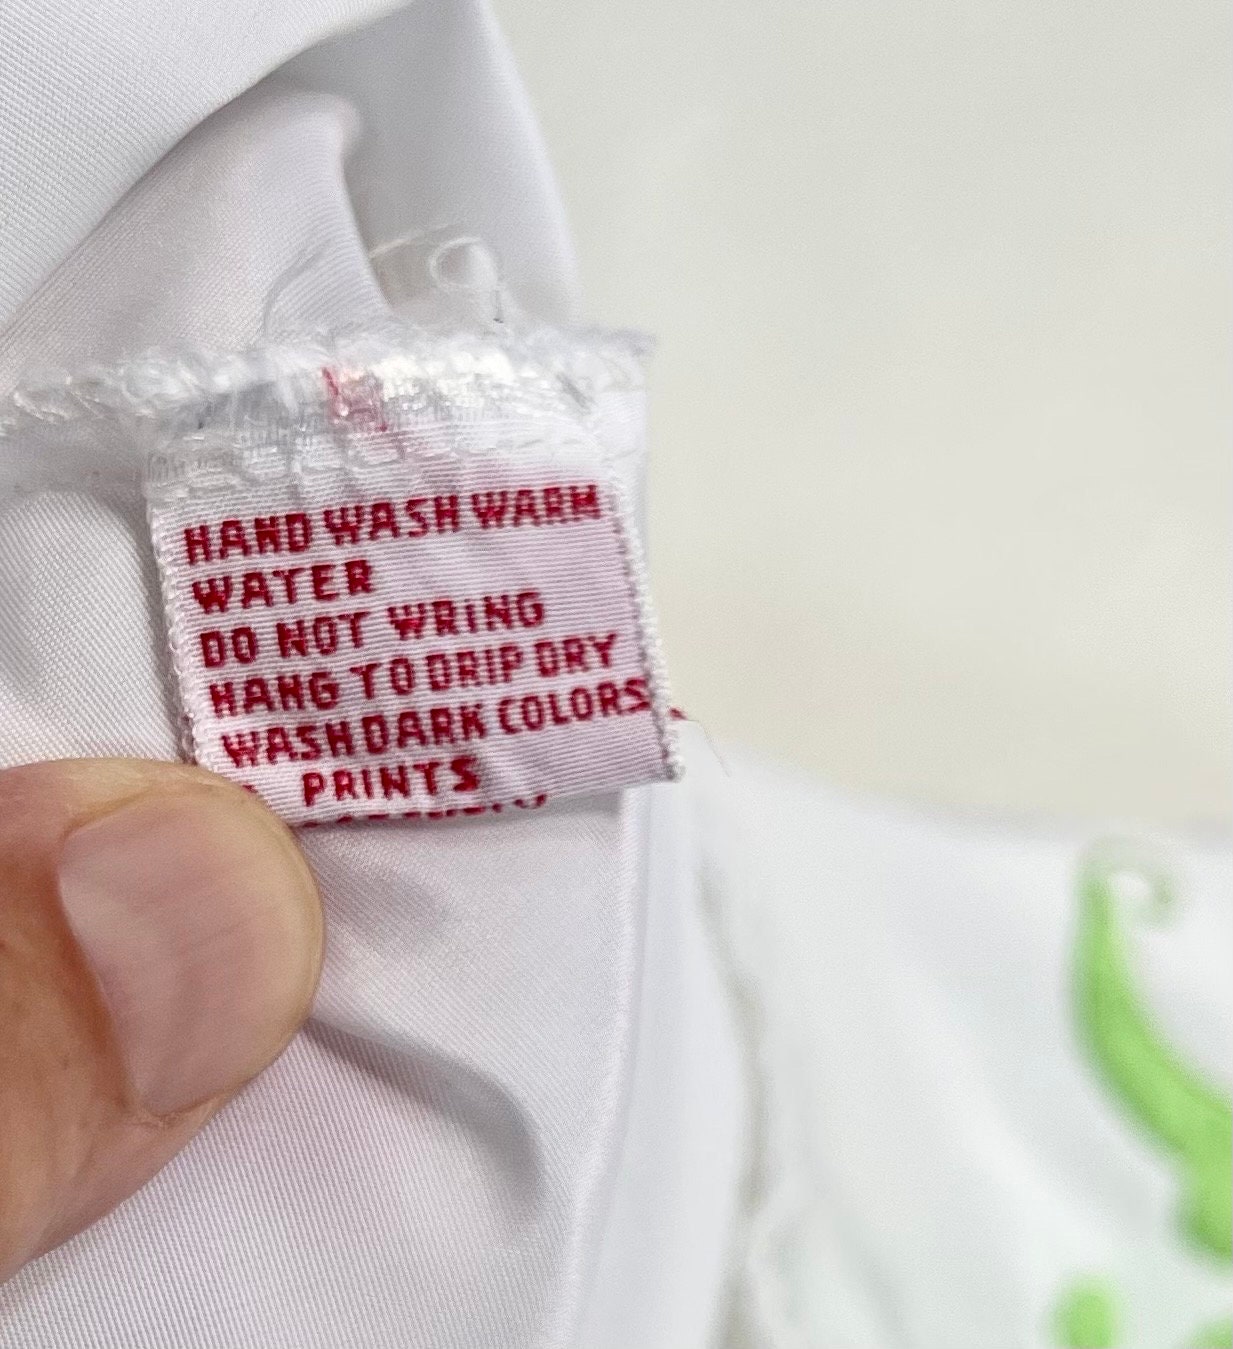 HAND WASH WARM
WATER
DO NOT WRiNG
HANG TO DRIP DRY
WASH DARK COLORS
PRINTS